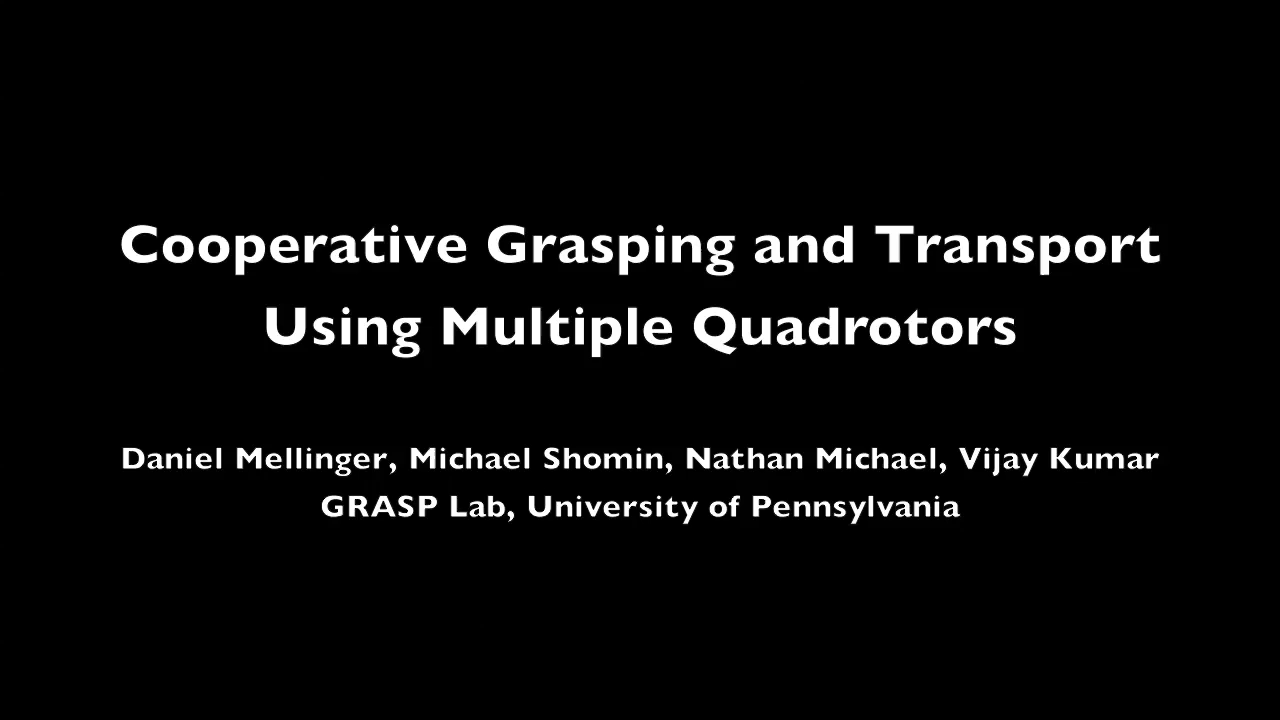 Cooperative Grasping and Transport
Using Multiple Quadrotors
Daniel Mellinger, Michael Shomin, Nathan Michael, Vijay Kumar
GRASP Lab, University of Pennsylvania